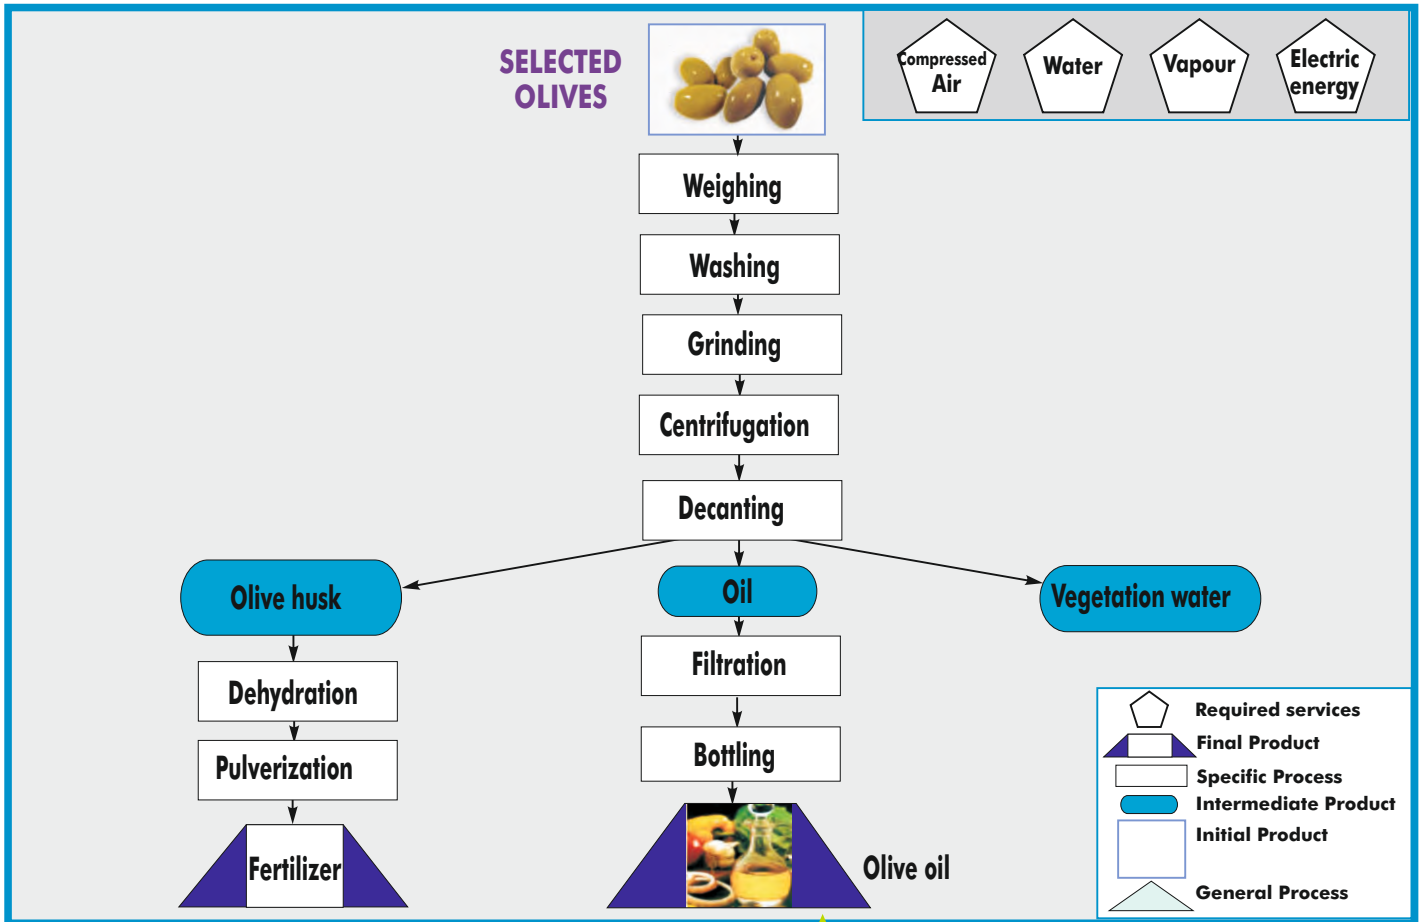 SELECTED
OLIVES
Compressed
Air
Water
Vapour
Electric
energy
Weighing
Washing
Grinding
Centrifugation
Decanting
Olive husk
Oil
Vegetation water
Dehydration
Filtration
Pulverization
Bottling
Fertilizer
Olive oil
Required services
Final Product
Specific Process
Intermediate Product
Initial Product
General Process